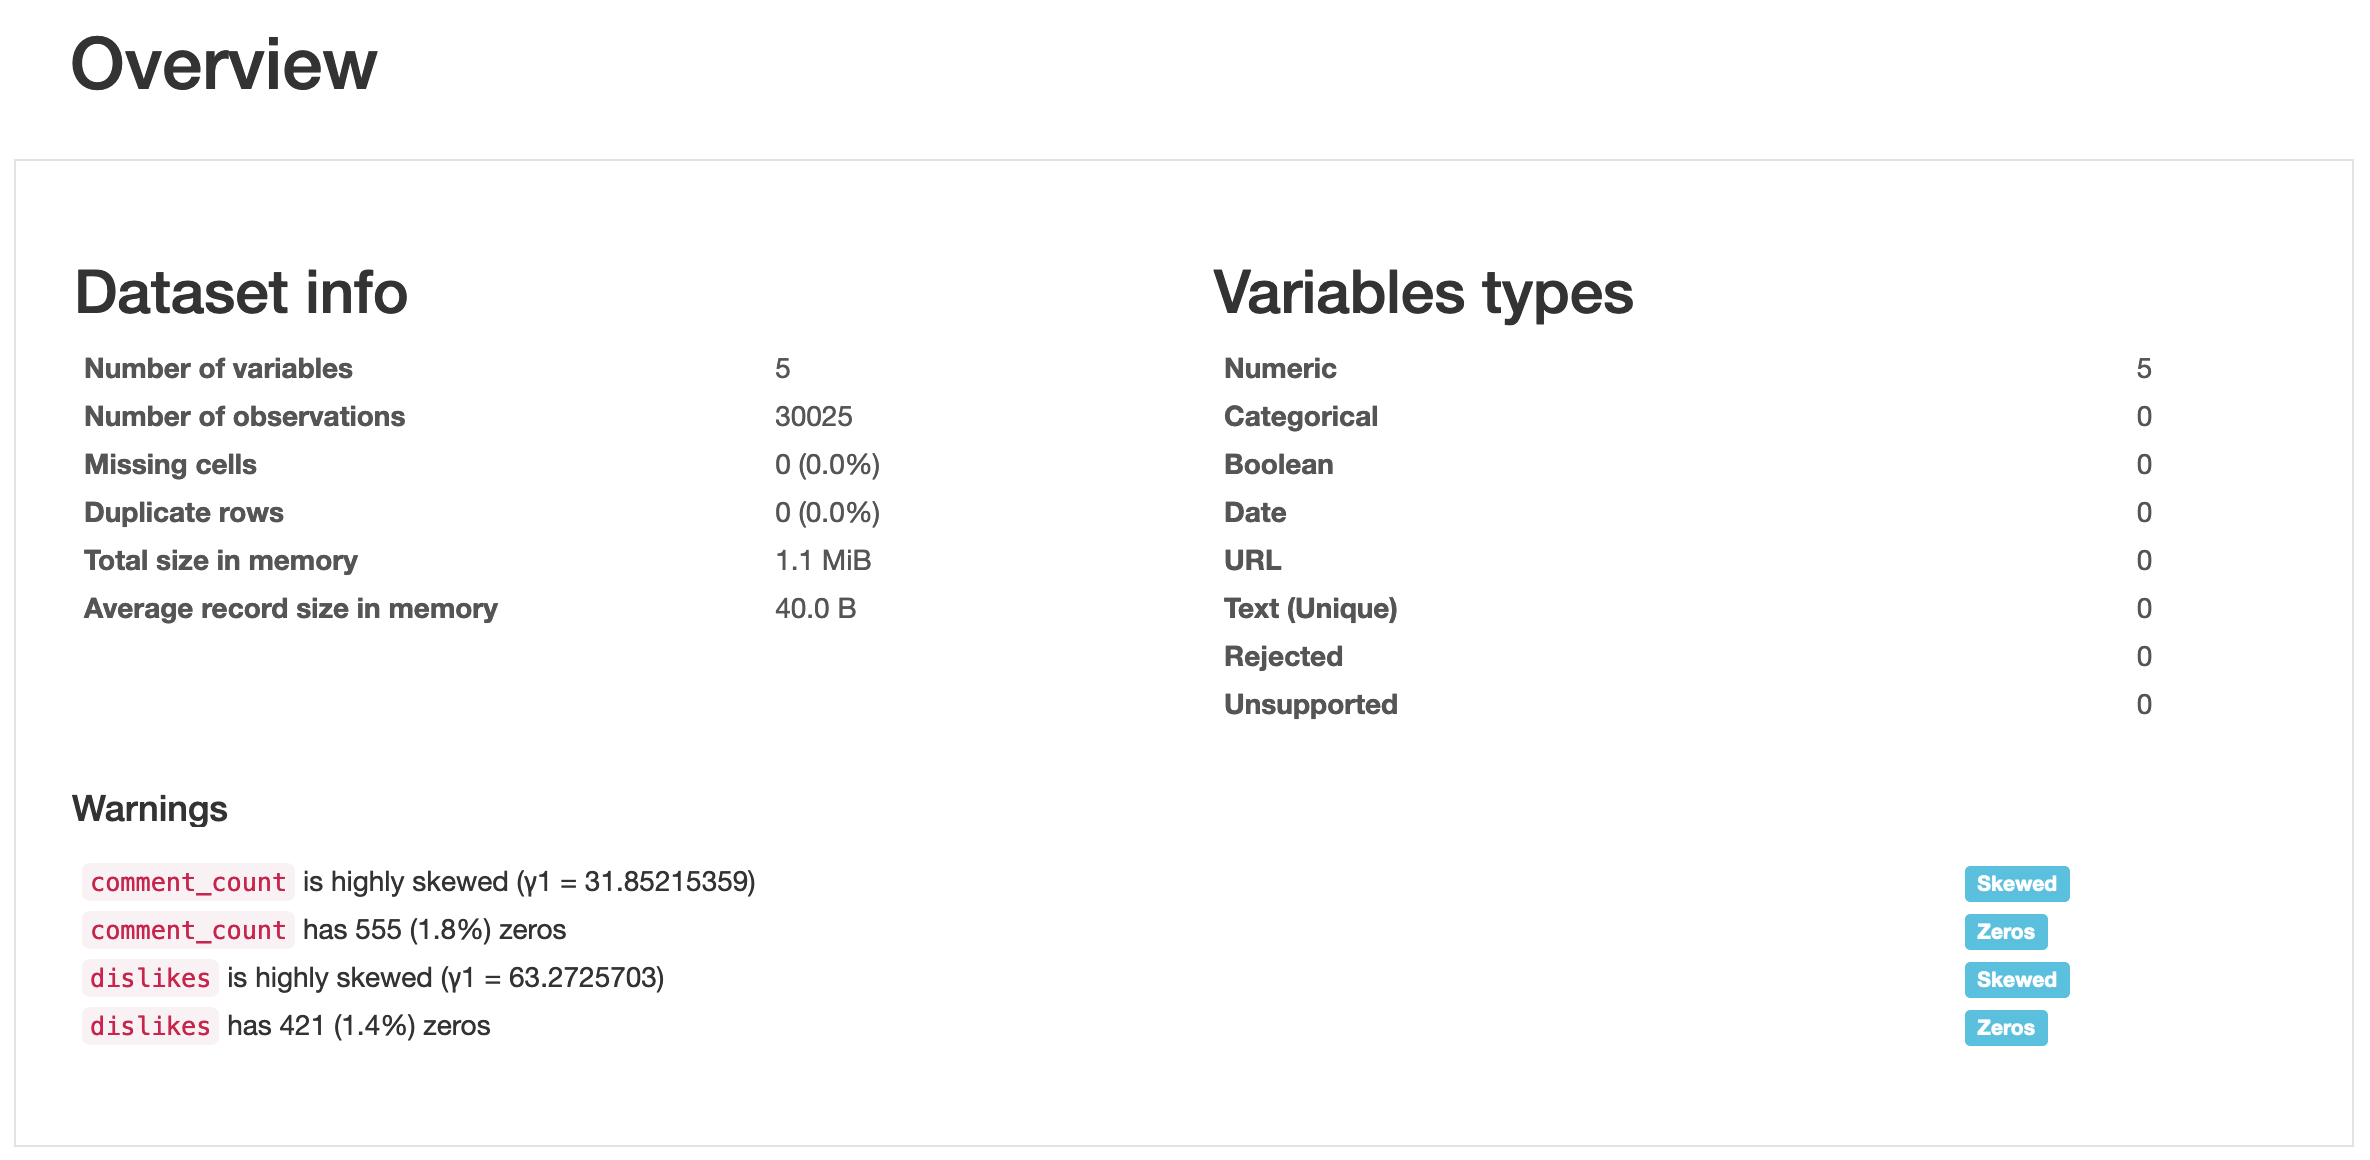 Overview
Dataset info
Number of variables 5
Number of observations 30025
Missing cells 0 (0.0%)
Duplicate rows 0 (0.0%)
Total size in memory 1.1 MiB
Average record size in memory 40.0 B
Variables types
Numeric 5
Categorical 0
Boolean 0
Date 0
URL 0
Text (Unique) 0
Rejected 0
Unsupported 0
Warnings
comment_count is highly skewed (γ1 = 31.85215359) Skewed
comment_count has 555 (1.8%) zeros Zeros
dislikes is highly skewed (γ1 = 63.2725703) Skewed
dislikes has 421 (1.4%) zeros Zeros